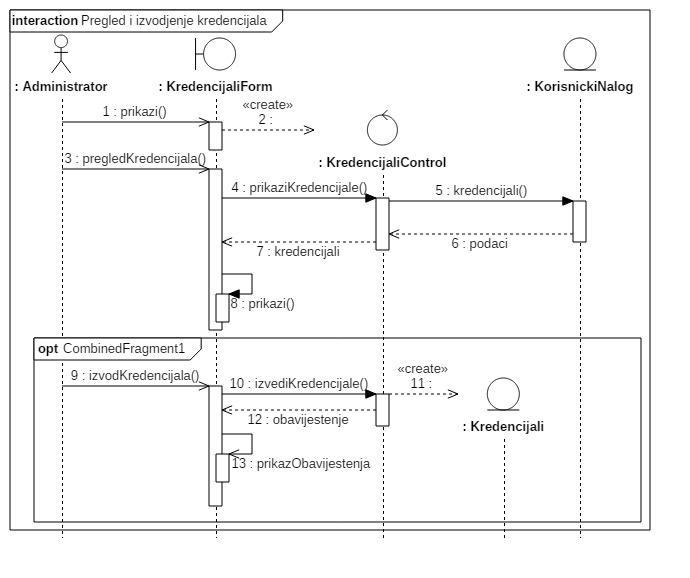 interaction Pregled i izvodjenje kredencijala
: Administrator
: KredencijaliForm
: KorisnickiNalog
1 : prikazi()
«create»
2 :
: KredencijaliControl
3 : pregledKredencijala()
4 : prikaziKredencijale()
5 : kredencijali()
6 : podaci
7 : kredencijali
8 : prikazi()
opt CombinedFragment1
9 : izvodKredencijala()
10 : izvediKredencijale()
«create»
11 :
12 : obavijestenje
: Kredencijali
13 : prikazObavijestenja